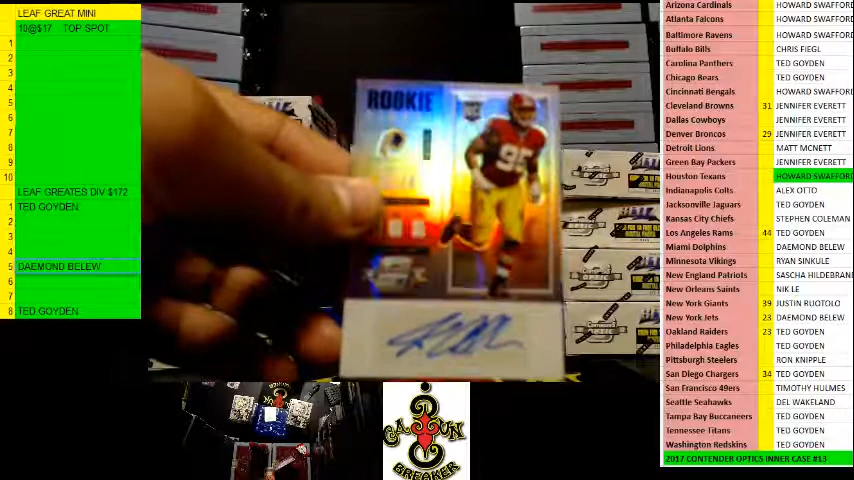 LEAF GREAT MINI
10@$17 TOP SPOT
1
2
3
4
5
6
7
8
9
10
LEAF GREATES DIV $172
1 TED GOYDEN
2
3
4
5 DAEMOND BELEW
6
7
8 TED GOYDEN
ROOKIE
95
CAJUN
BREAKER
Arizona Cardinals HOWARD SWAFFORD
Atlanta Falcons HOWARD SWAFFORD
Baltimore Ravens HOWARD SWAFFORD
Buffalo Bills CHRIS FIEGL
Carolina Panthers TED GOYDEN
Chicago Bears TED GOYDEN
Cincinnati Bengals HOWARD SWAFFORD
Cleveland Browns 31 JENNIFER EVERETT
Dallas Cowboys JENNIFER EVERETT
Denver Broncos 29 JENNIFER EVERETT
Detroit Lions MATT MCNETT
Green Bay Packers JENNIFER EVERETT
Houston Texans HOWARD SWAFFORD
Indianapolis Colts ALEX OTTO
Jacksonville Jaguars TED GOYDEN
Kansas City Chiefs STEPHEN COLEMAN
Los Angeles Rams 44 TED GOYDEN
Miami Dolphins DAEMOND BELEW
Minnesota Vikings RYAN SINKULE
New England Patriots SASCHA HILDEBRAN
New Orleans Saints NIK LE
New York Giants 39 JUSTIN RUOTOLO
New York Jets 23 DAEMOND BELEW
Oakland Raiders 23 TED GOYDEN
Philadelphia Eagles TED GOYDEN
Pittsburgh Steelers RON KNIPPLE
San Diego Chargers 34 TED GOYDEN
San Francisco 49ers TIMOTHY HULMES
Seattle Seahawks DEL WAKELAND
Tampa Bay Buccaneers TED GOYDEN
Tennessee Titans TED GOYDEN
Washington Redskins TED GOYDEN
2017 CONTENDER OPTICS INNER CASE #13